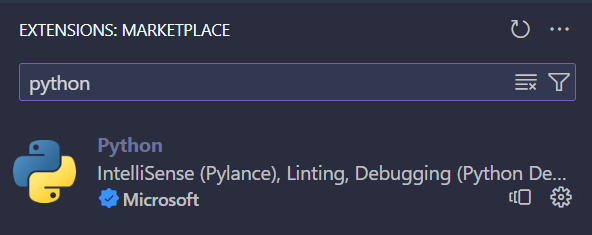 EXTENSIONS: MARKETPLACE
python
Python
IntelliSense (Pylance), Linting, Debugging (Python De...
Microsoft